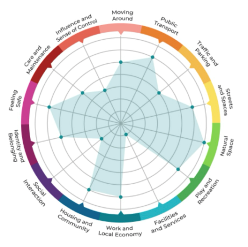 Moving
Around
Public
Transport
Traffic and
Parking
Streets
and Spaces
Natural
Space
Play and
Recreation
Facilities
and Services
Work and
Local Economy
Housing and
Community
Social
Interaction
Identity and
Belonging
Feeling
Safe
Care and
Maintenance
Influence and
Sense of Control